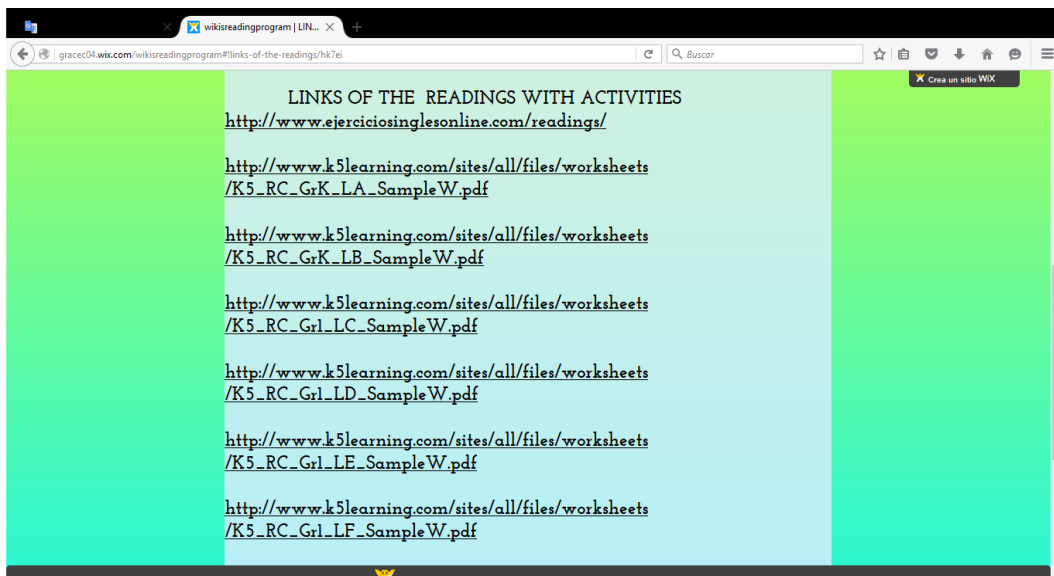 wikisreadingprogram | LIN...
gracec04.wix.com/wikisreadingprogram#!links-of-the-readings/hk7ei
Buscar
Crea un sitio WiX
LINKS OF THE READINGS WITH ACTIVITIES
http://www.ejerciciosinglesonline.com/readings/
http://www.k5learning.com/sites/all/files/worksheets
/K5_RC_GrK_LA_SampleW.pdf
http://www.k5learning.com/sites/all/files/worksheets
/K5_RC_GrK_LB_SampleW.pdf
http://www.k5learning.com/sites/all/files/worksheets
/K5_RC_Gr1_LC_SampleW.pdf
http://www.k5learning.com/sites/all/files/worksheets
/K5_RC_Gr1_LD_SampleW.pdf
http://www.k5learning.com/sites/all/files/worksheets
/K5_RC_Gr1_LE_SampleW.pdf
http://www.k5learning.com/sites/all/files/worksheets
/K5_RC_Gr1_LF_SampleW.pdf